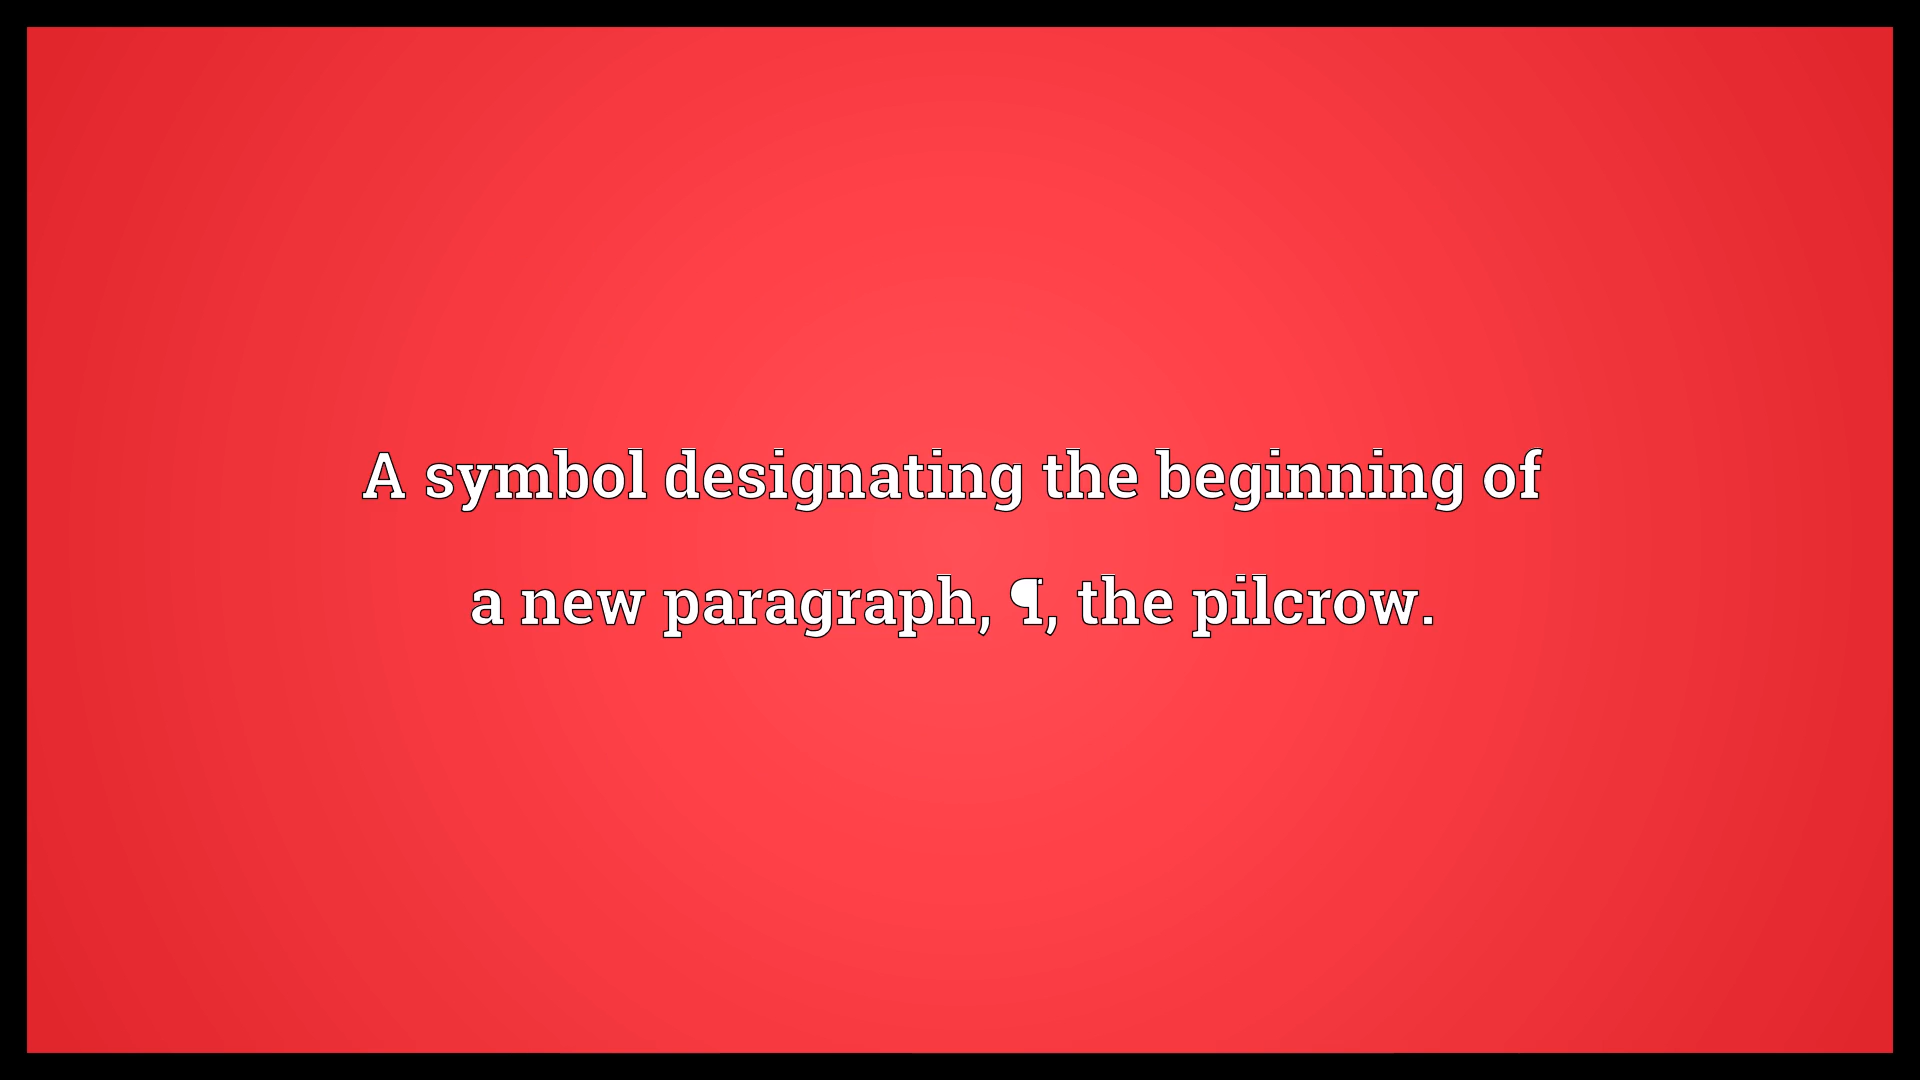 A symbol designating the beginning of
a new paragraph, ¶, the pilcrow.